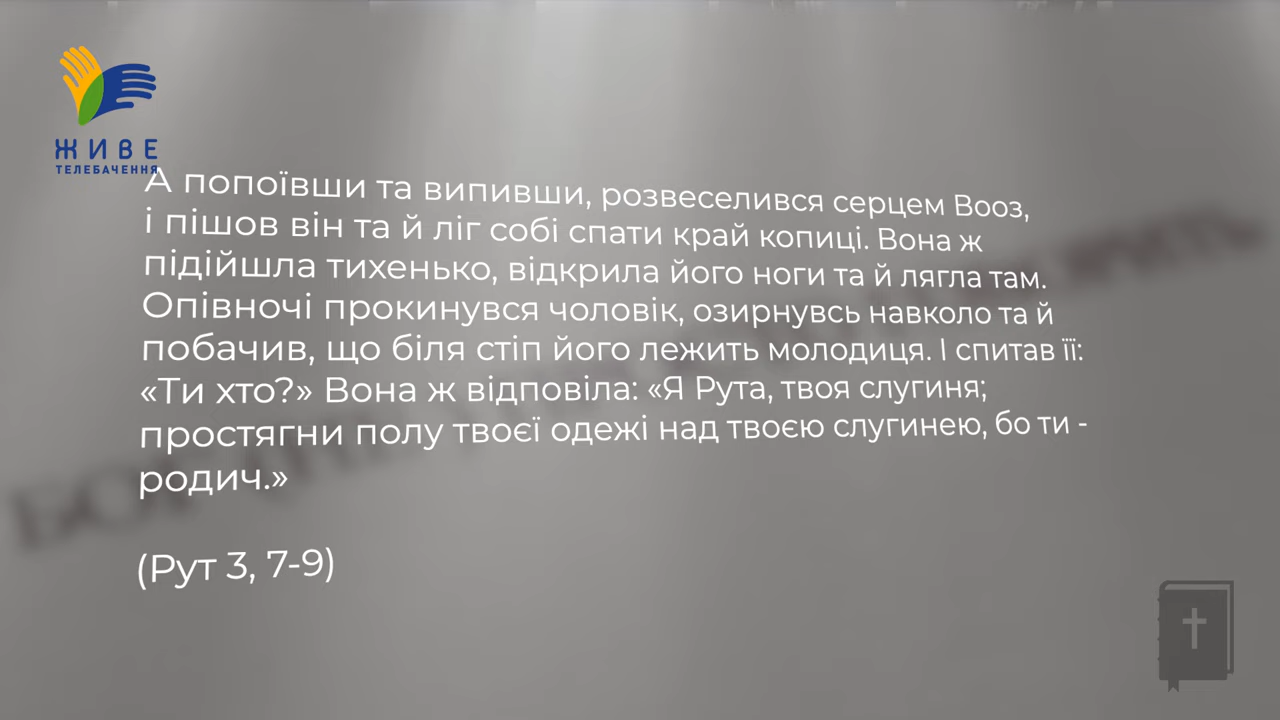 ЖИВЕ
ТЕЛЕБАЧЕННЯ
А попоївши та випивши, розвеселився серцем Вооз,
і пішов він та й ліг собі спати край копиці. Вона ж
підійшла тихенько, відкрила його ноги та й лягла там.
Опівночі прокинувся чоловік, озирнувсь навколо та й
побачив, що біля стіп його лежить молодиця. І спитав її:
«Ти хто?» Вона ж відповіла: «Я Рута, твоя слугиня;
простягни полу твоєї одежі над твоєю слугинею, бо ти -
родич.»
(Рут 3, 7-9)